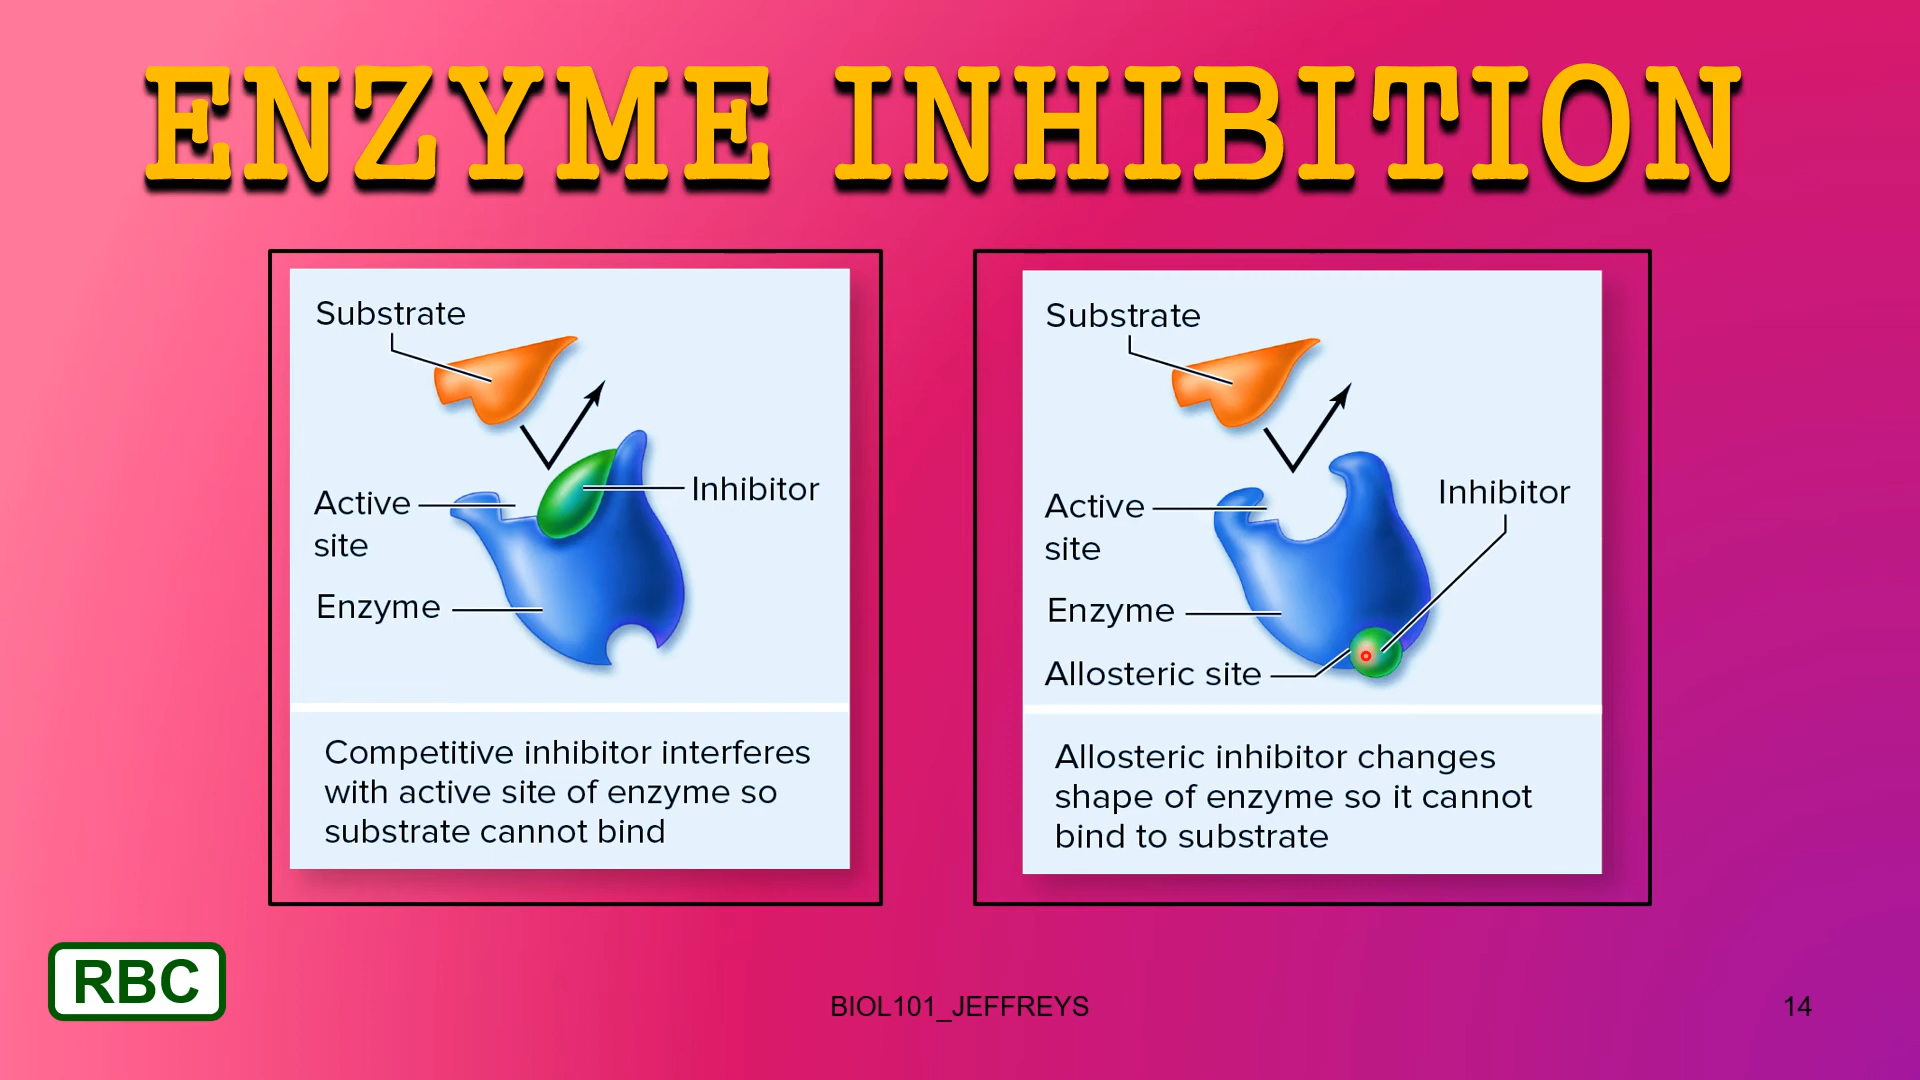 ENZYME INHIBITION
Substrate
Active
site
Inhibitor
Enzyme
Competitive inhibitor interferes
with active site of enzyme so
substrate cannot bind
Substrate
Active
site
Inhibitor
Enzyme
Allosteric site
Allosteric inhibitor changes
shape of enzyme so it cannot
bind to substrate
RBC
BIOL101_JEFFREYS
14